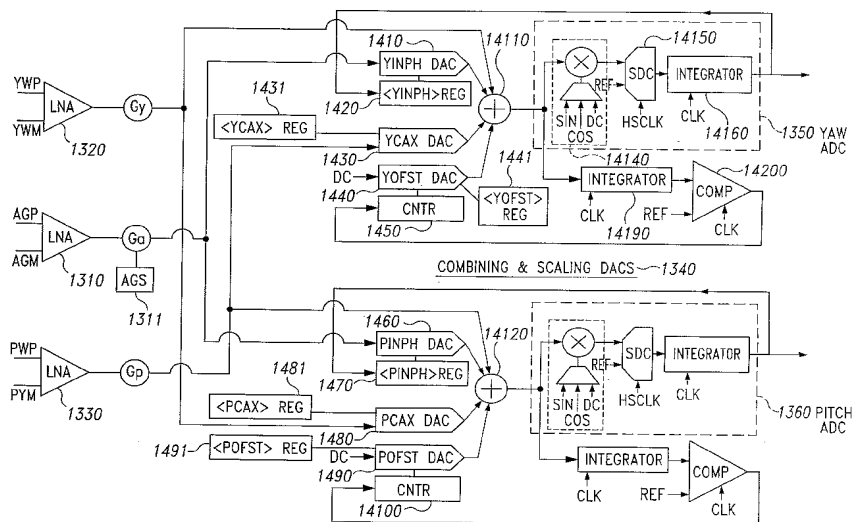 1410
14110
14150
YINPH DAC
SDC
INTEGRATOR
YWP
1431
REF
LNA
Gy
1420
<YINPH>REG
YWM
<YCAX> REG
SIN
DC
HSCLK
CLK
1350 YAW
ADC
1320
YCAX DAC
COS
14160
1430
1441
14140
14200
DC
YOFST DAC
INTEGRATOR
COMP
1440
CNTR
<YOFST>
REG
CLK
REF
AGP
1450
14190
CLK
LNA
Ga
AGM
COMBINING & SCALING DACS
1340
1310
AGS
1311
1460
14120
PINPH DAC
SDC
INTEGRATOR
PWP
1481
REF
LNA
Gp
1470
<PINPH>REG
PYM
<PCAX> REG
SIN
DC
HSCLK
CLK
1330
PCAX DAC
COS
1360 PITCH
ADC
1491
<POFST> REG
1480
DC
POFST DAC
INTEGRATOR
COMP
1490
CNTR
CLK
REF
14100
CLK